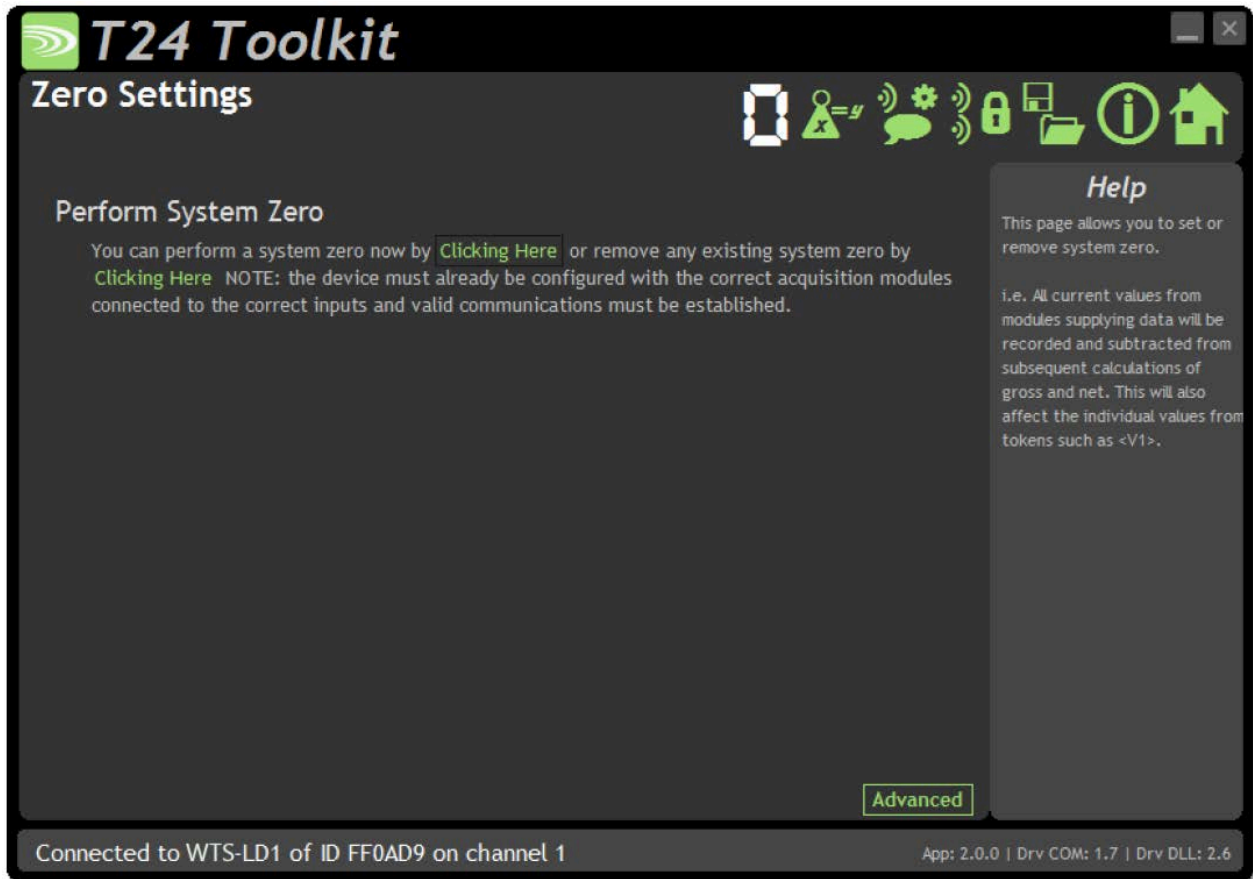 T24 Toolkit
Zero Settings
0
x=y
Perform System Zero
You can perform a system zero now by Clicking Here or remove any existing system zero by
Clicking Here NOTE: the device must already be configured with the correct acquisition modules
connected to the correct inputs and valid communications must be established.
Advanced
Help
This page allows you to set or
remove system zero.
i.e. All current values from
modules supplying data will be
recorded and subtracted from
subsequent calculations of
gross and net. This will also
affect the individual values from
tokens such as <V1>.
Connected to WTS-LD1 of ID FF0AD9 on channel 1
App: 2.0.0 | Drv COM: 1.7 | Drv DLL: 2.6